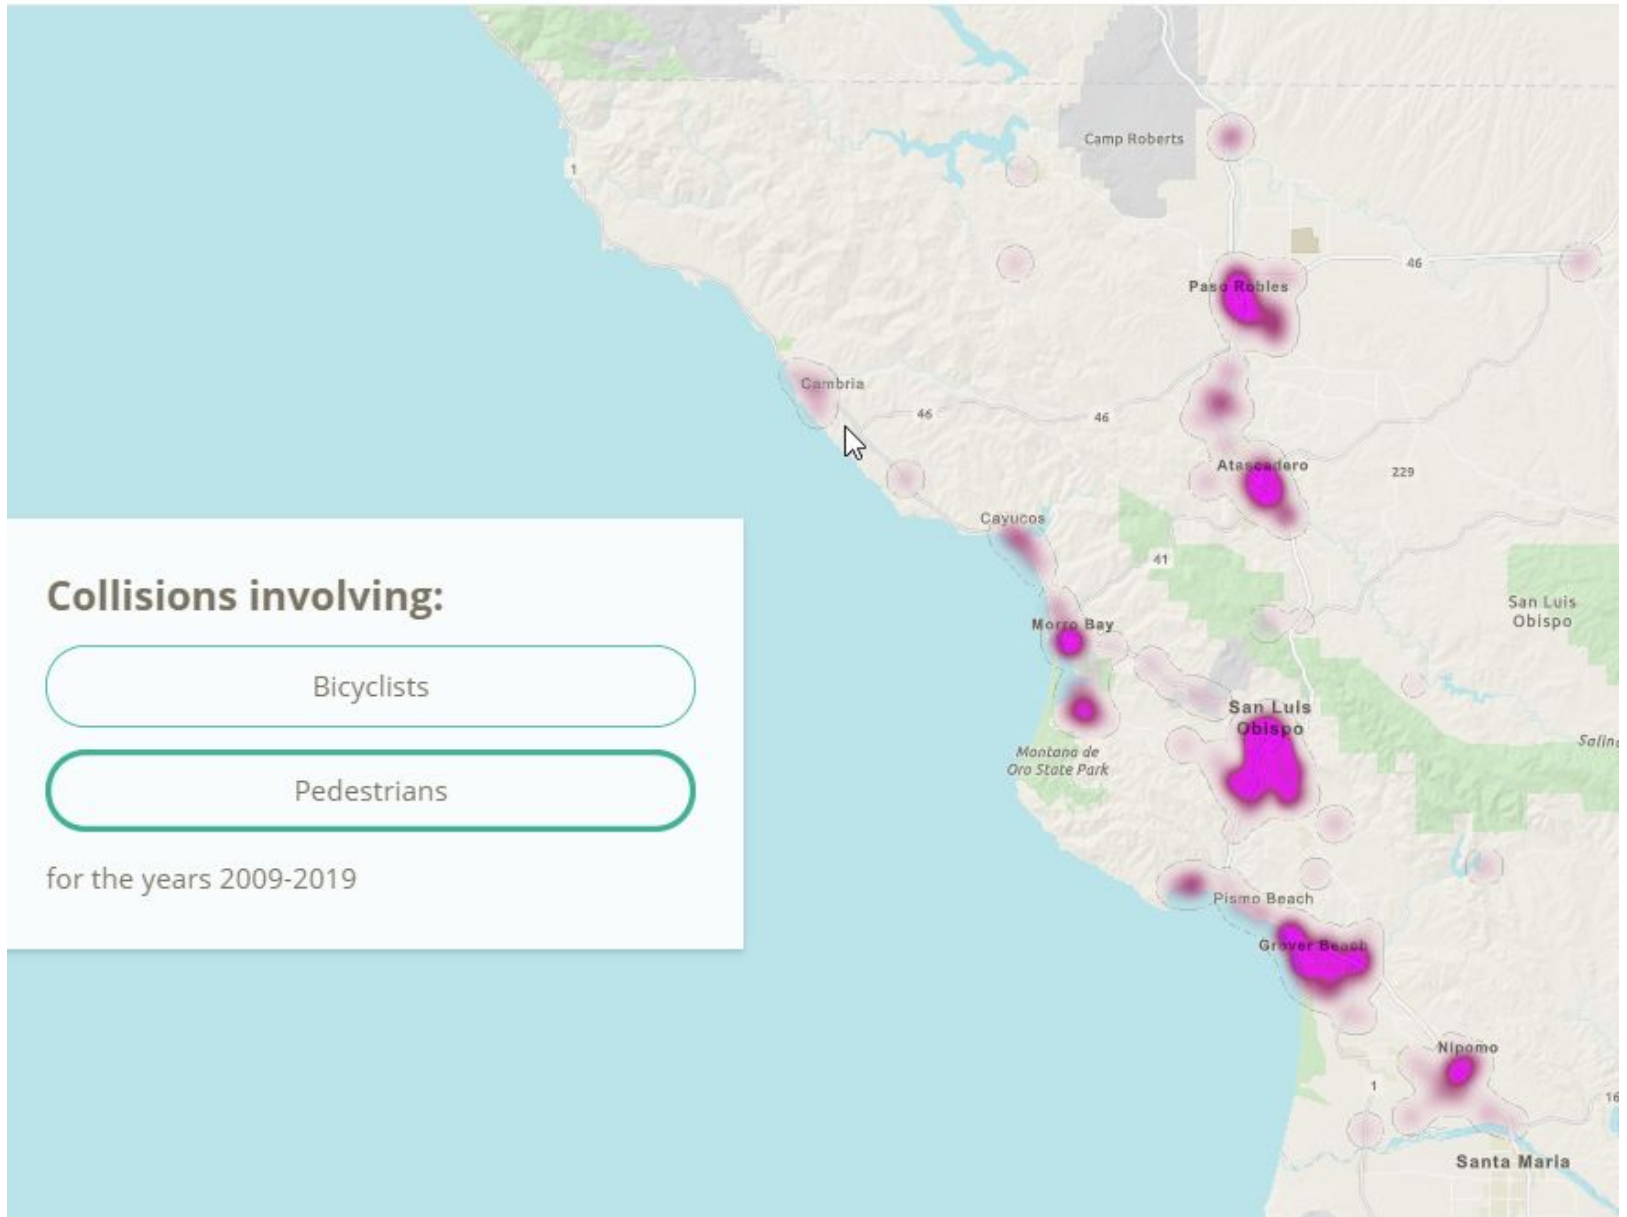 Camp Roberts
1
46
Paso Robles
Cambria
46
46
Atascadero
229
Cayucos
41
Collisions involving:
San Luis
Obispo
Morro Bay
Bicyclists
San Luis
Obispo
Montana de
Oro State Park
Pedestrians
for the years 2009-2019
Pismo Beach
Grover Beach
Nipomo
1
16
Santa Maria